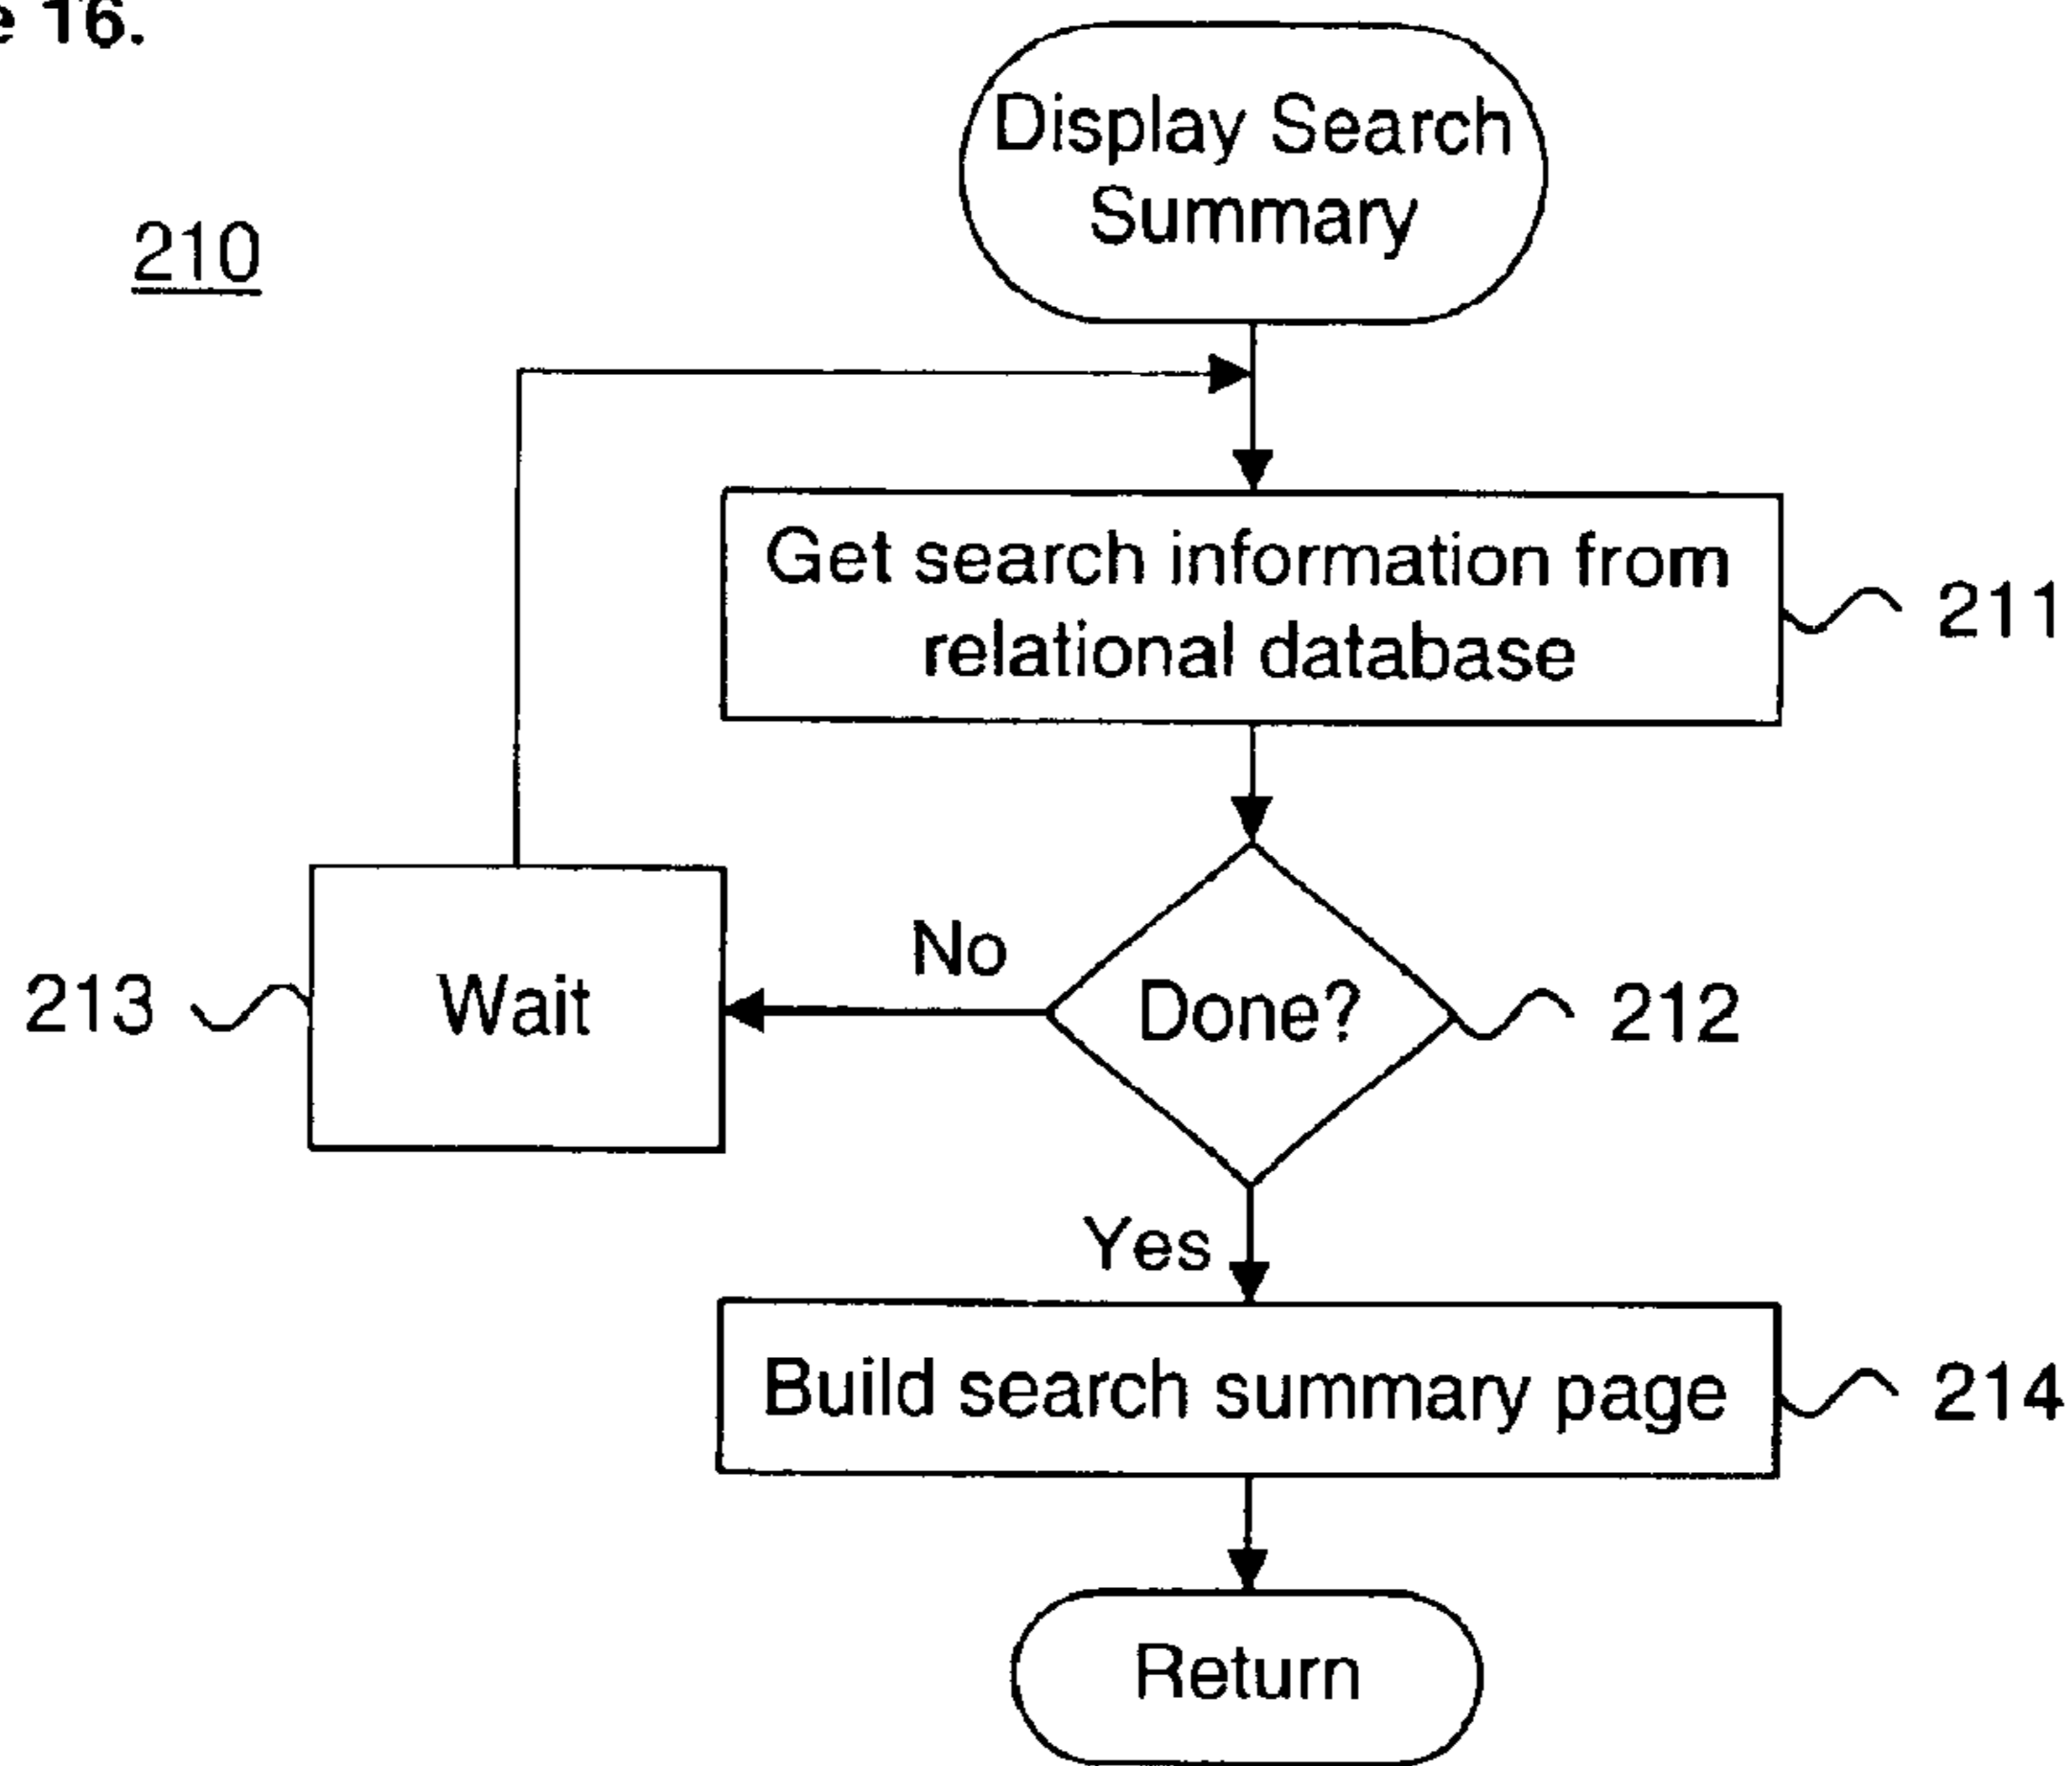 16.
Display Search
Summary
210
Get search information from
relational database
211
No
Done?
212
Wait
213
Yes
Build search summary page
214
Return